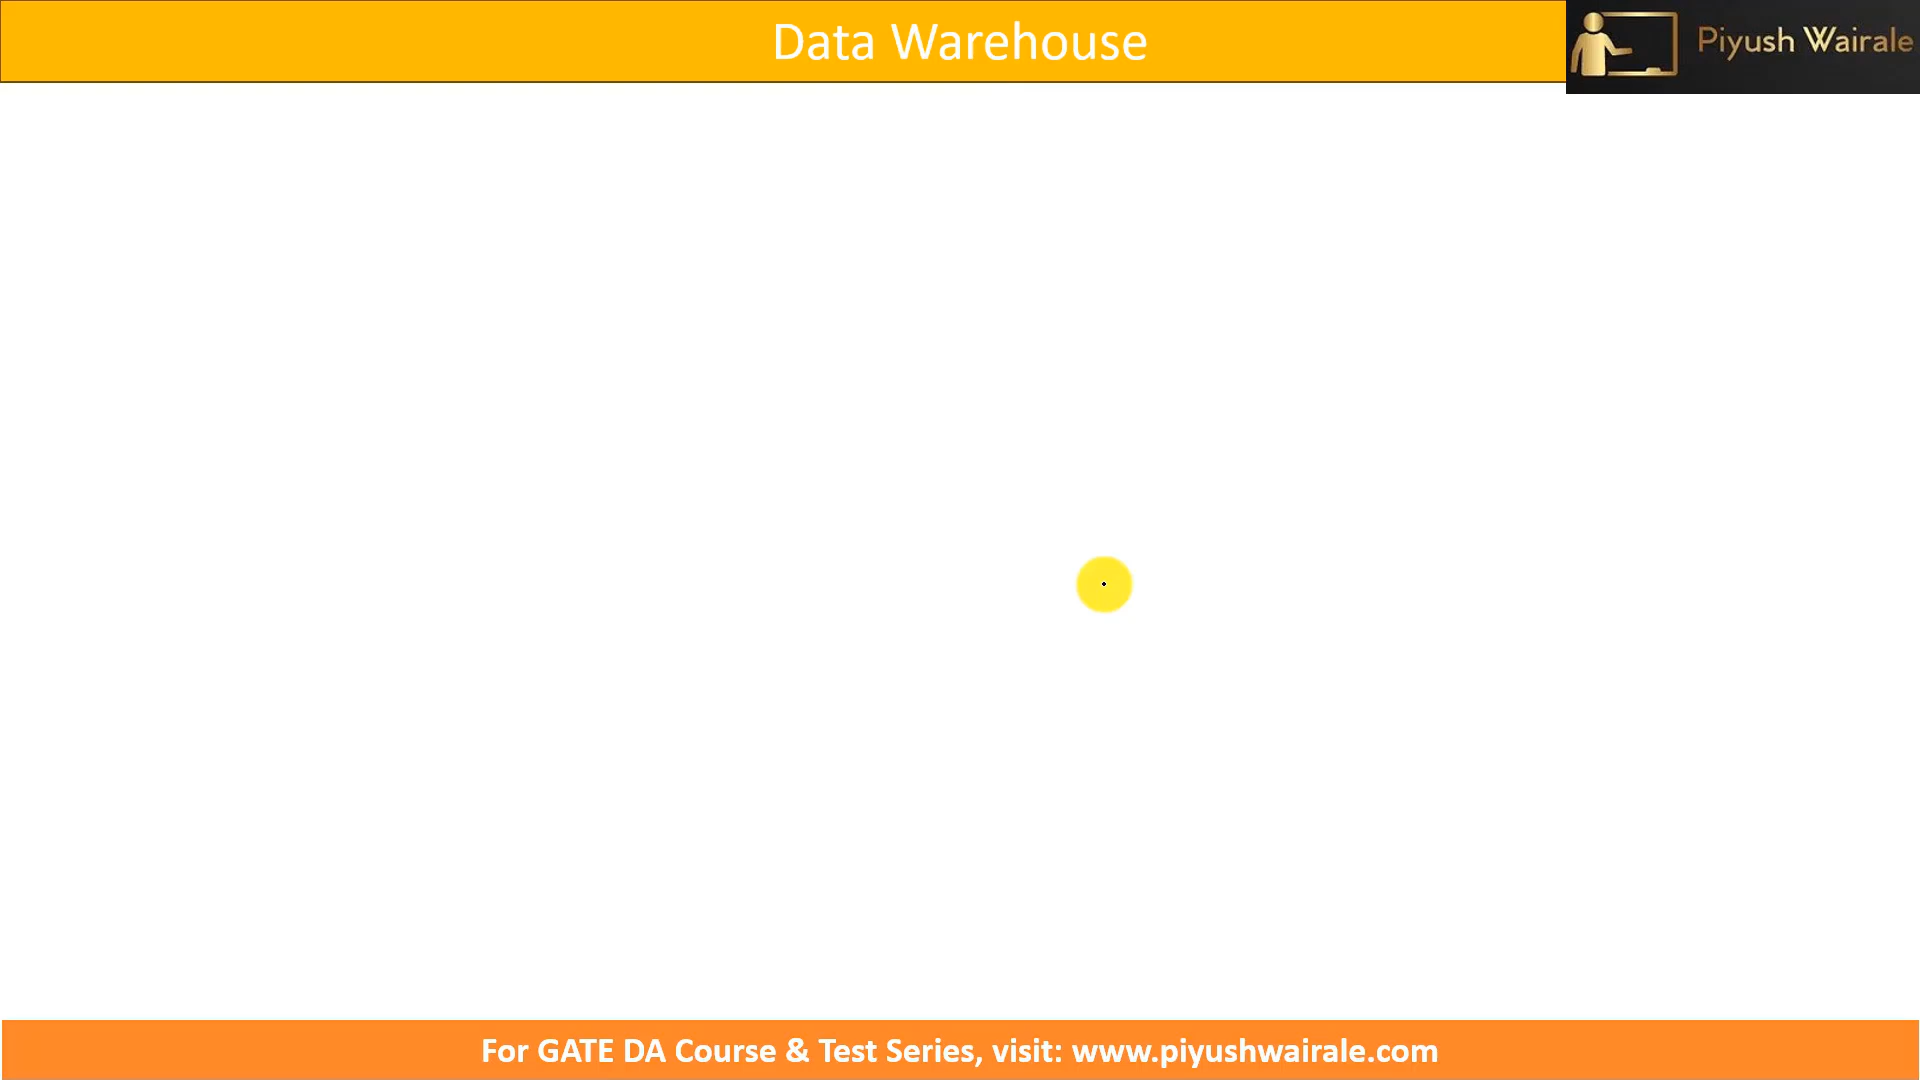 Data Warehouse
Piyush Wairale
For GATE DA Course & Test Series, visit: www.piyushwairale.com